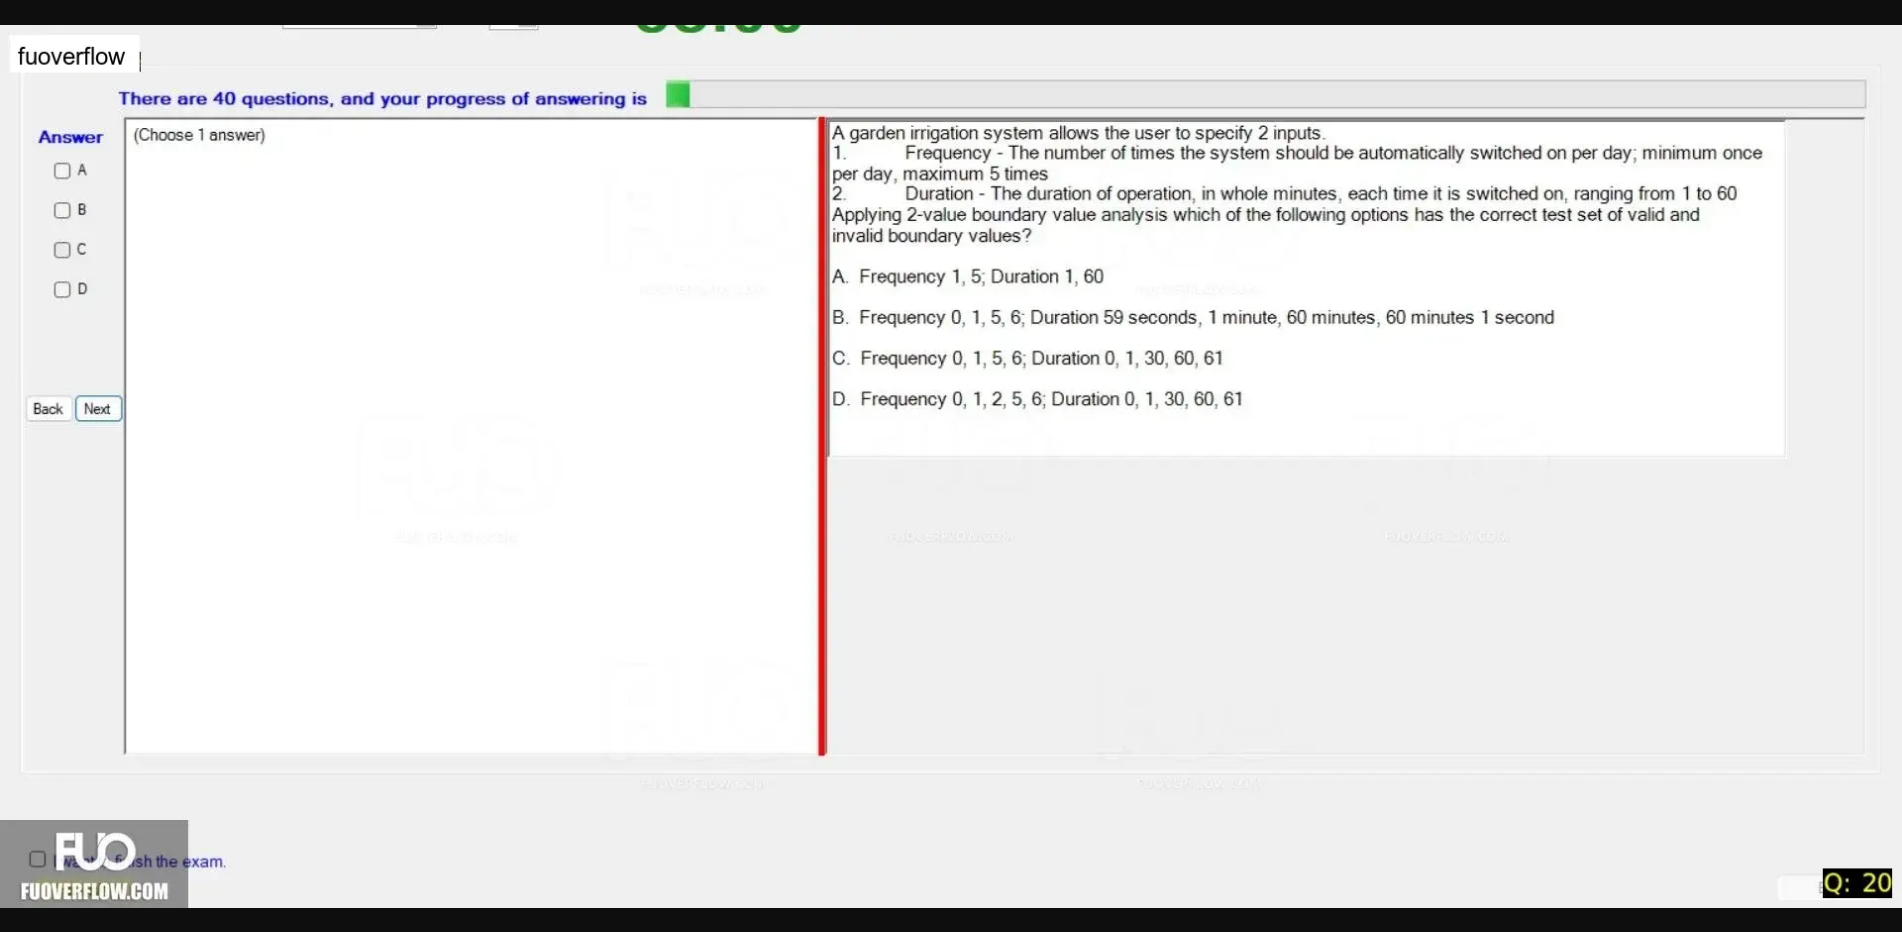 fuoverflow
There are 40 questions, and your progress of answering is
Answer
(Choose 1 answer)
A
B
C
D
Back Next
A garden irrigation system allows the user to specify 2 inputs.
1. Frequency - The number of times the system should be automatically switched on per day; minimum once
per day, maximum 5 times
2. Duration - The duration of operation, in whole minutes, each time it is switched on, ranging from 1 to 60
Applying 2-value boundary value analysis which of the following options has the correct test set of valid and
invalid boundary values?
A. Frequency 1, 5; Duration 1, 60
B. Frequency 0, 1, 5, 6; Duration 59 seconds, 1 minute, 60 minutes, 60 minutes 1 second
C. Frequency 0, 1, 5, 6; Duration 0, 1, 30, 60, 61
D. Frequency 0, 1, 2, 5, 6; Duration 0, 1, 30, 60, 61
FUO
the exam.
FUOVERFLOW.COM
Q: 20